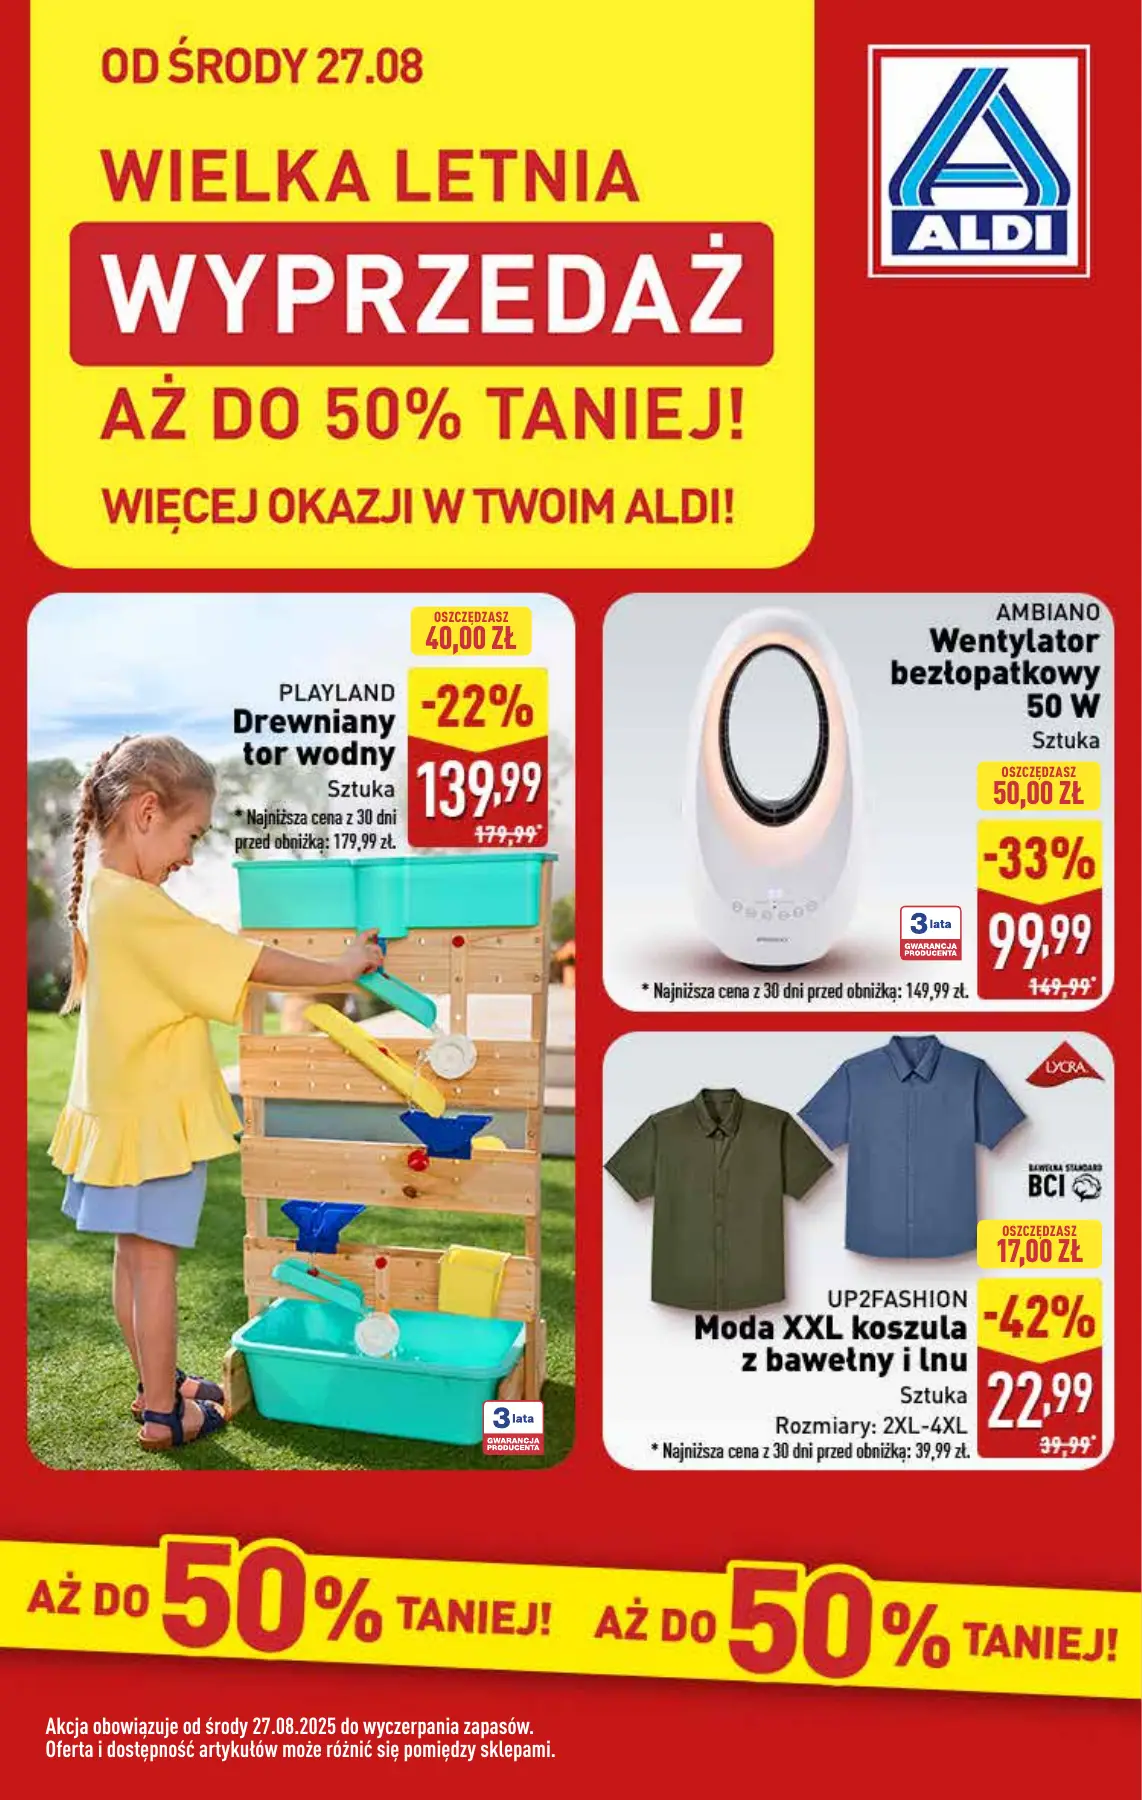 OD ŚRODY 27.08
WIELKA LETNIA
WYPRZEDAŻ
AŻ DO 50% TANIEJ!
WIĘCEJ OKAZJI W TWOIM ALDI!
ALDI
OSZCZĘDZASZ
40,00 ZŁ
PLAYLAND
Drewniany
tor wodny
Sztuka
* Najniższa cena z 30 dni
przed obniżką: 179,99 zł.
-22%
139,99
179,99*
3 lata
GWARANCJA
PRODUCENTA
AMBIANO
Wentylator
bezłopatkowy
50 W
Sztuka
OSZCZĘDZASZ
50,00 ZŁ
-33%
99,99
149,99*
3 lata
GWARANCJA
PRODUCENTA
* Najniższa cena z 30 dni przed obniżką: 149,99 zł.
LYCRA
BAWEŁNA STANDARD
BCI
OSZCZĘDZASZ
17,00 ZŁ
UP2FASHION
Moda XXL koszula
z bawełny i lnu
Sztuka
Rozmiary: 2XL-4XL
* Najniższa cena z 30 dni przed obniżką: 39,99 zł.
-42%
22,99
39,99*
AŻ DO 50% TANIEJ! AŻ DO 50% TANIEJ!
Akcja obowiązuje od środy 27.08.2025 do wyczerpania zapasów.
Oferta i dostępność artykułów może różnić się pomiędzy sklepami.